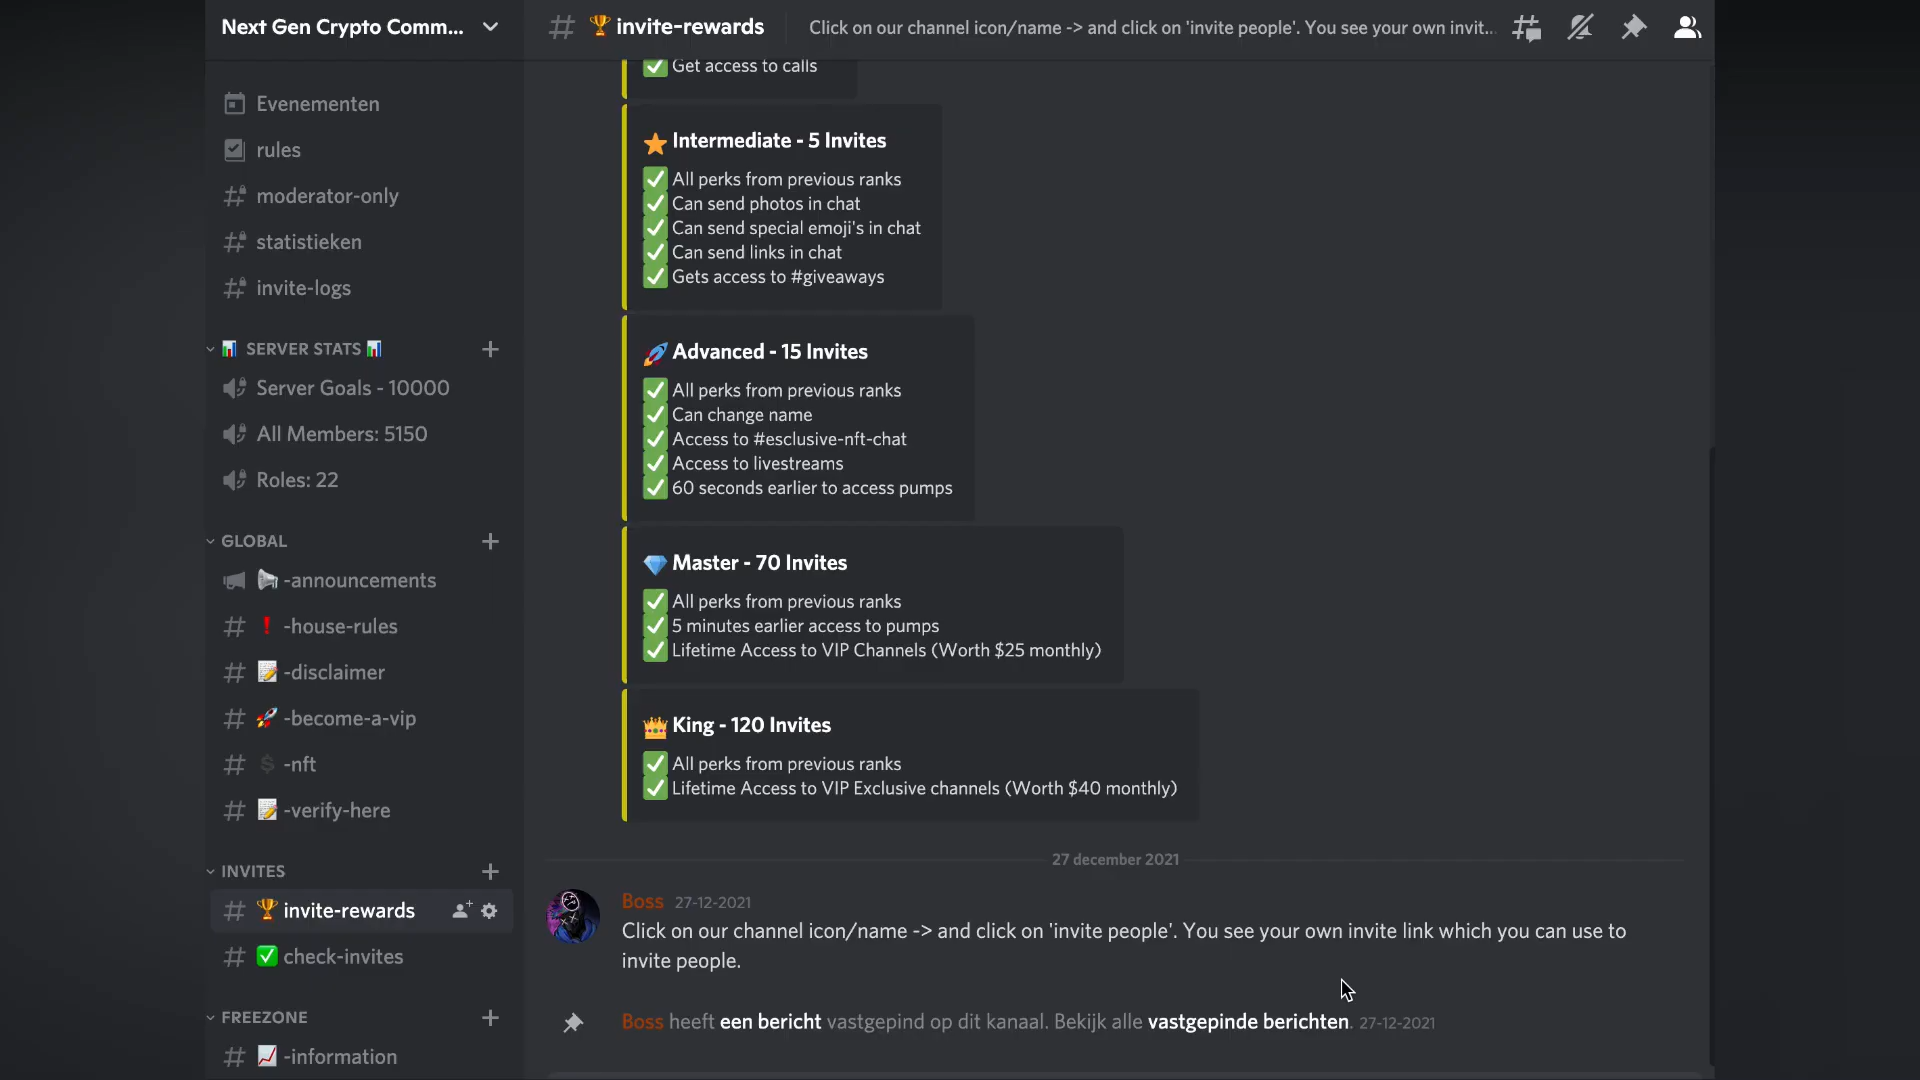 Next Gen Crypto Comm...
Evenementen
rules
moderator-only
statistieken
invite-logs
SERVER STATS
Server Goals - 10000
All Members: 5150
Roles: 22
GLOBAL
-announcements
-house-rules
-disclaimer
-become-a-vip
-nft
-verify-here
INVITES
invite-rewards
check-invites
FREEZONE
-information
invite-rewards
Click on our channel icon/name -> and click on 'invite people'. You see your own invit...
Get access to calls
Intermediate - 5 Invites
All perks from previous ranks
Can send photos in chat
Can send special emoji's in chat
Can send links in chat
Gets access to #giveaways
Advanced - 15 Invites
All perks from previous ranks
Can change name
Access to #esclusive-nft-chat
Access to livestreams
60 seconds earlier to access pumps
Master - 70 Invites
All perks from previous ranks
5 minutes earlier access to pumps
Lifetime Access to VIP Channels (Worth $25 monthly)
King - 120 Invites
All perks from previous ranks
Lifetime Access to VIP Exclusive channels (Worth $40 monthly)
27 december 2021
Boss 27-12-2021
Click on our channel icon/name -> and click on 'invite people'. You see your own invite link which you can use to
invite people.
Boss heeft een bericht vastgepind op dit kanaal. Bekijk alle vastgepinde berichten. 27-12-2021